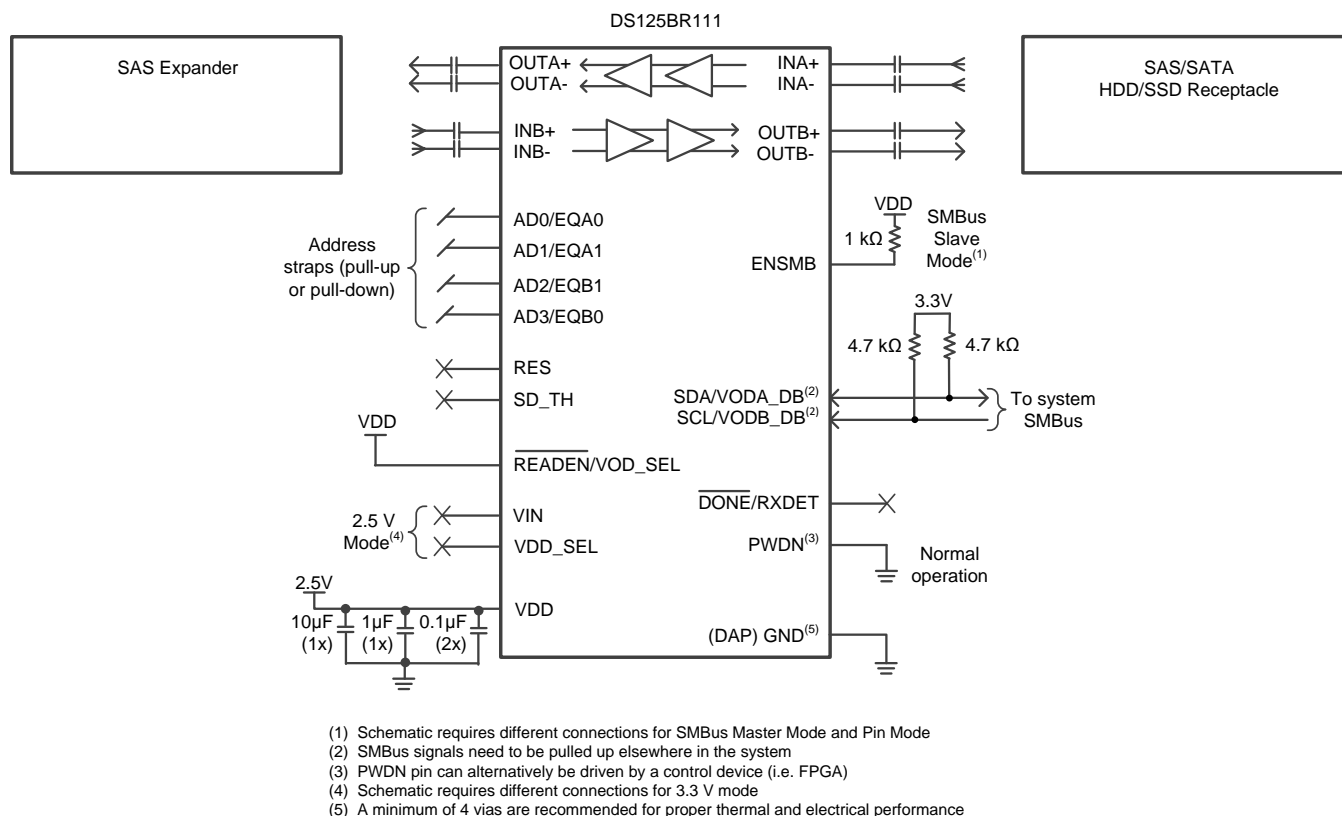 DS125BR111
SAS Expander
SAS/SATA
HDD/SSD Receptacle
OUTA+
OUTA-
INA+
INA-
INB+
INB-
OUTB+
OUTB-
Address
straps (pull-up
or pull-down)
AD0/EQA0
AD1/EQA1
AD2/EQB1
AD3/EQB0
VDD
1 kΩ
SMBus
Slave
Mode(1)
ENSMB
3.3V
4.7 kΩ
4.7 kΩ
RES
SD_TH
SDA/VODA_DB(2)
SCL/VODB_DB(2)
To system
SMBus
VDD
READEN/VOD_SEL
DONE/RXDET
2.5 V
Mode(4)
VIN
VDD_SEL
PWDN(3)
Normal
operation
2.5V
VDD
10µF
(1x)
1µF
(1x)
0.1µF
(2x)
(DAP) GND(5)
(1) Schematic requires different connections for SMBus Master Mode and Pin Mode
(2) SMBus signals need to be pulled up elsewhere in the system
(3) PWDN pin can alternatively be driven by a control device (i.e. FPGA)
(4) Schematic requires different connections for 3.3 V mode
(5) A minimum of 4 vias are recommended for proper thermal and electrical performance